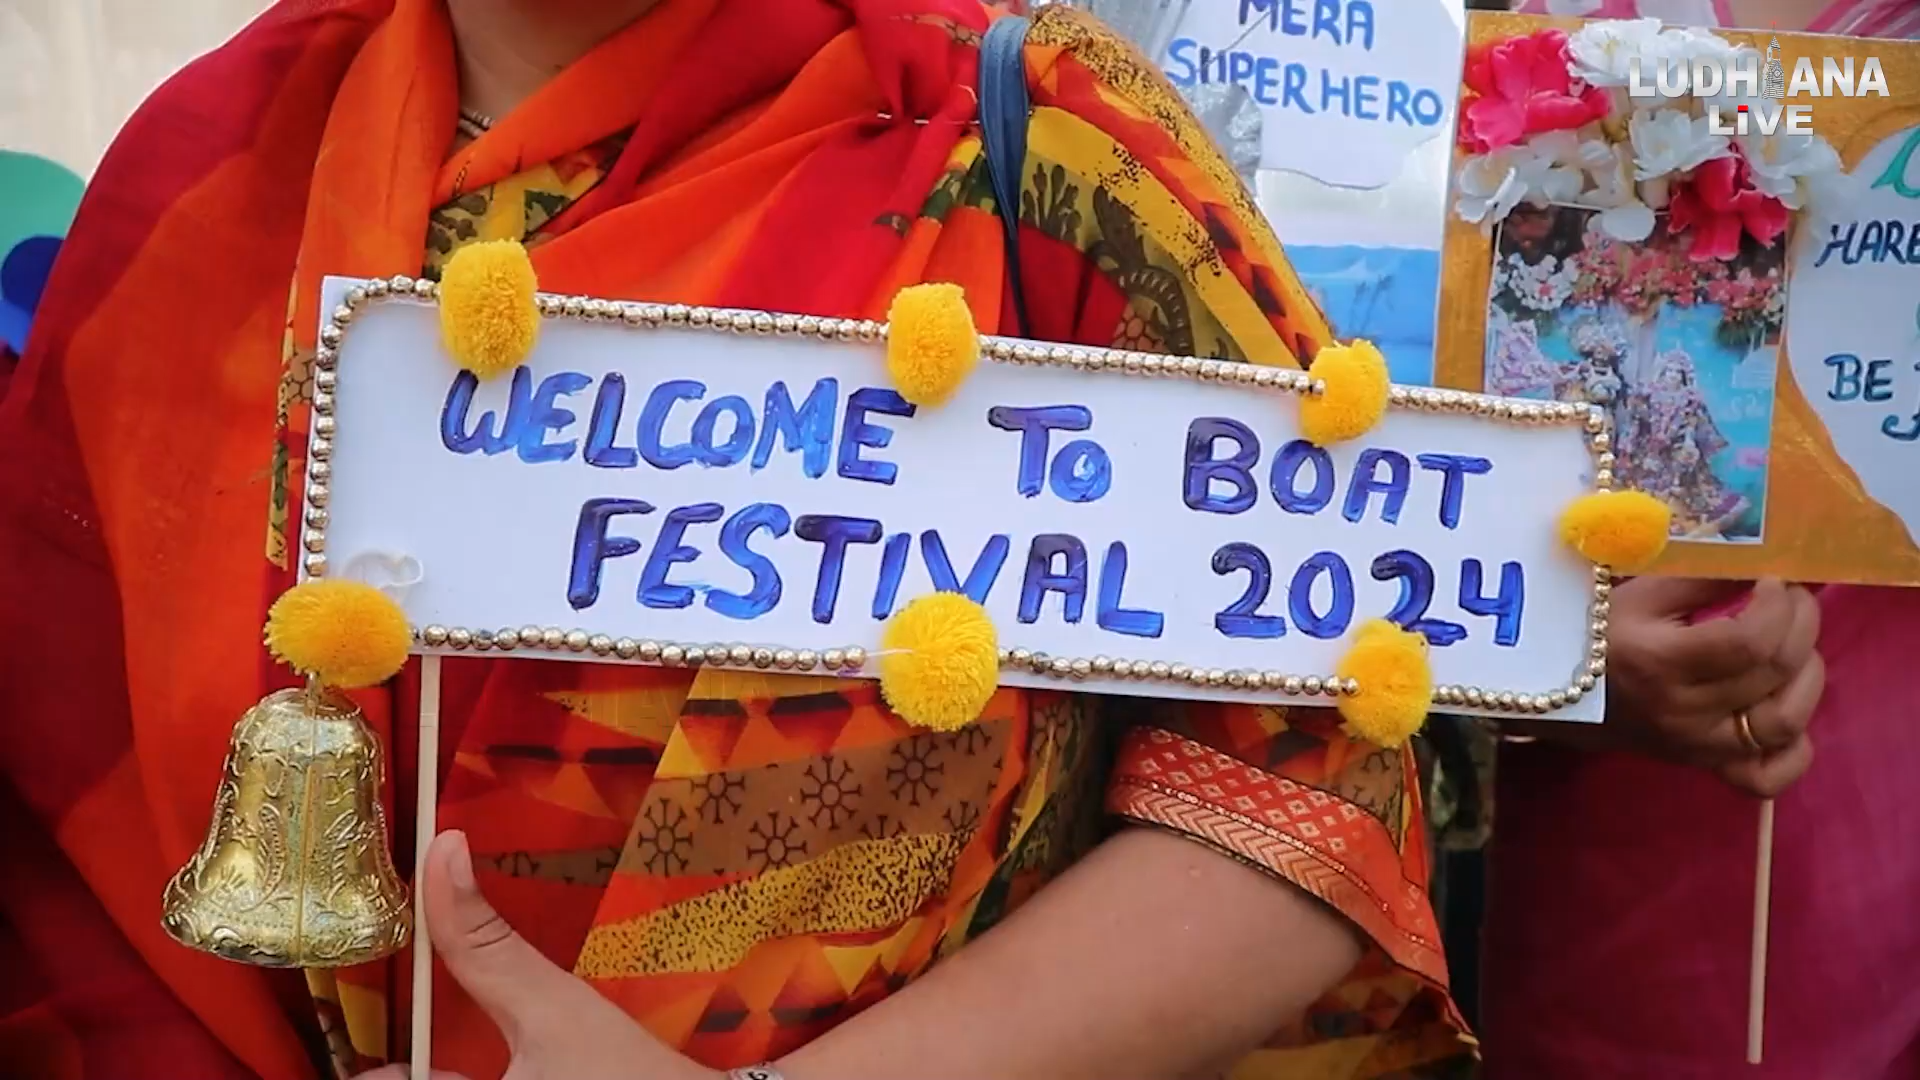 MERA
SUPERHERO
LUDHIANA
LiVE
HARE
BE
WELCOME To BOAT
FESTIVAL 2024